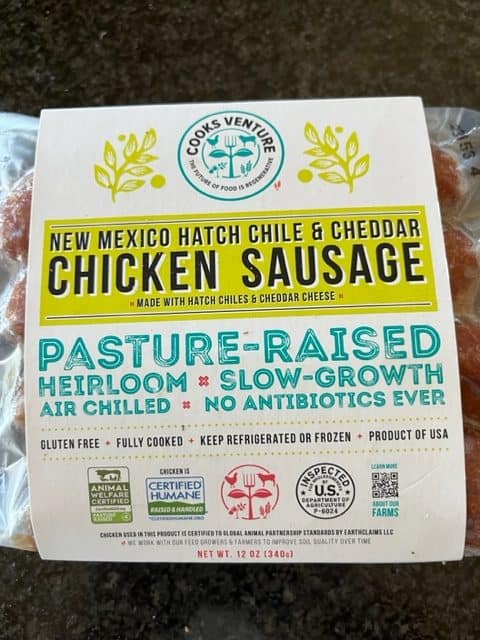 COOKS VENTURE
THE FUTURE OF FOOD IS REGENERATIVE
NEW MEXICO HATCH CHILE & CHEDDAR
CHICKEN SAUSAGE
MADE WITH HATCH CHILES & CHEDDAR CHEESE
PASTURE-RAISED
HEIRLOOM * SLOW-GROWTH
AIR CHILLED * NO ANTIBIOTICS EVER
GLUTEN FREE + FULLY COOKED + KEEP REFRIGERATED OR FROZEN + PRODUCT OF USA
ANIMAL
WELFARE
CERTIFIED
PASTURE
RAISED
CHICKEN IS
CERTIFIED
HUMANE
RAISED & HANDLED
INSPECTED
U.S.
DEPARTMENT OF
AGRICULTURE
P-6024
LEARN MORE
ABOUT OUR
FARMS
CHICKEN USED IN THIS PRODUCT IS CERTIFIED TO GLOBAL ANIMAL PARTNERSHIP STANDARDS BY EARTHCLAIMS LLC
WE WORK WITH OUR FEED GROWERS & FARMERS TO IMPROVE SOIL QUALITY OVER TIME
NET WT. 12 OZ (340g)